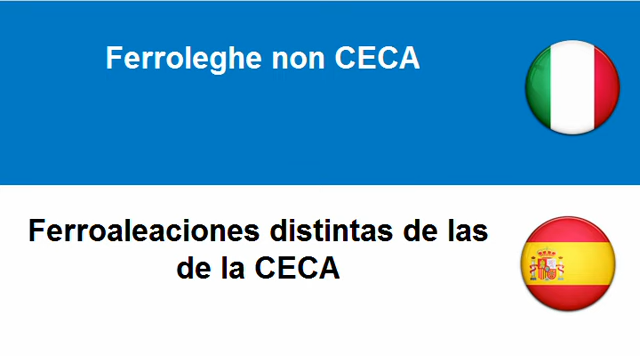 Ferroleghe non CECA
Ferroaleaciones distintas de las
de la CECA